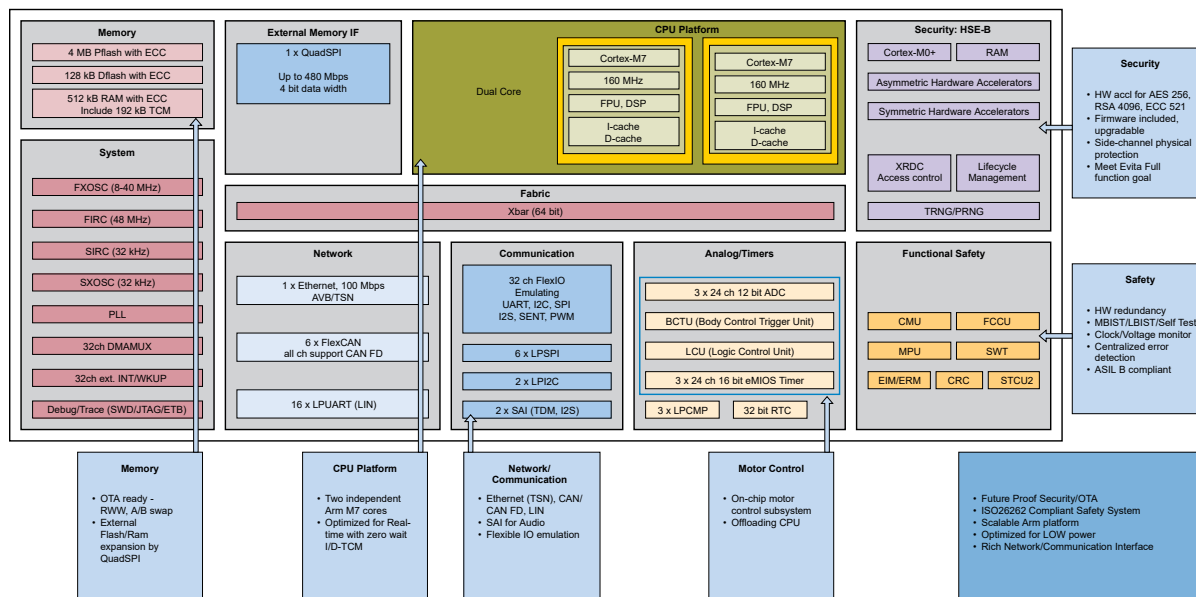 Memory
4 MB Pflash with ECC
128 kB Dflash with ECC
512 kB RAM with ECC
Include 192 kB TCM
External Memory IF
1 x QuadSPI
Up to 480 Mbps
4 bit data width
CPU Platform
Dual Core
Cortex-M7
160 MHz
FPU, DSP
I-cache
D-cache
Cortex-M7
160 MHz
FPU, DSP
I-cache
D-cache
Security: HSE-B
Cortex-M0+
RAM
Asymmetric Hardware Accelerators
Symmetric Hardware Accelerators
XRDC
Access control
Lifecycle
Management
TRNG/PRNG
Security
• HW accl for AES 256,
RSA 4096, ECC 521
• Firmware included,
upgradable
• Side-channel physical
protection
• Meet Evita Full
function goal
System
FXOSC (8-40 MHz)
FIRC (48 MHz)
SIRC (32 kHz)
SXOSC (32 kHz)
PLL
32ch DMAMUX
32ch ext. INT/WKUP
Debug/Trace (SWD/JTAG/ETB)
Fabric
Xbar (64 bit)
Network
1 x Ethernet, 100 Mbps
AVB/TSN
6 x FlexCAN
all ch support CAN FD
16 x LPUART (LIN)
Communication
32 ch FlexIO
Emulating
UART, I2C, SPI
I2S, SENT, PWM
6 x LPSPI
2 x LPI2C
2 x SAI (TDM, I2S)
Analog/Timers
3 x 24 ch 12 bit ADC
BCTU (Body Control Trigger Unit)
LCU (Logic Control Unit)
3 x 24 ch 16 bit eMIOS Timer
3 x LPCMP
32 bit RTC
Functional Safety
CMU
FCCU
MPU
SWT
EIM/ERM
CRC
STCU2
Safety
• HW redundancy
• MBIST/LBIST/Self Test
• Clock/Voltage monitor
• Centralized error
detection
• ASIL B compliant
Memory
• OTA ready -
RWW, A/B swap
• External
Flash/Ram
expansion by
QuadSPI
CPU Platform
• Two independent
Arm M7 cores
• Optimized for Real-
time with zero wait
I/D-TCM
Network/
Communication
• Ethernet (TSN), CAN/
CAN FD, LIN
• SAI for Audio
• Flexible IO emulation
Motor Control
• On-chip motor
control subsystem
• Offloading CPU
• Future Proof Security/OTA
• ISO26262 Compliant Safety System
• Scalable Arm platform
• Optimized for LOW power
• Rich Network/Communication Interface